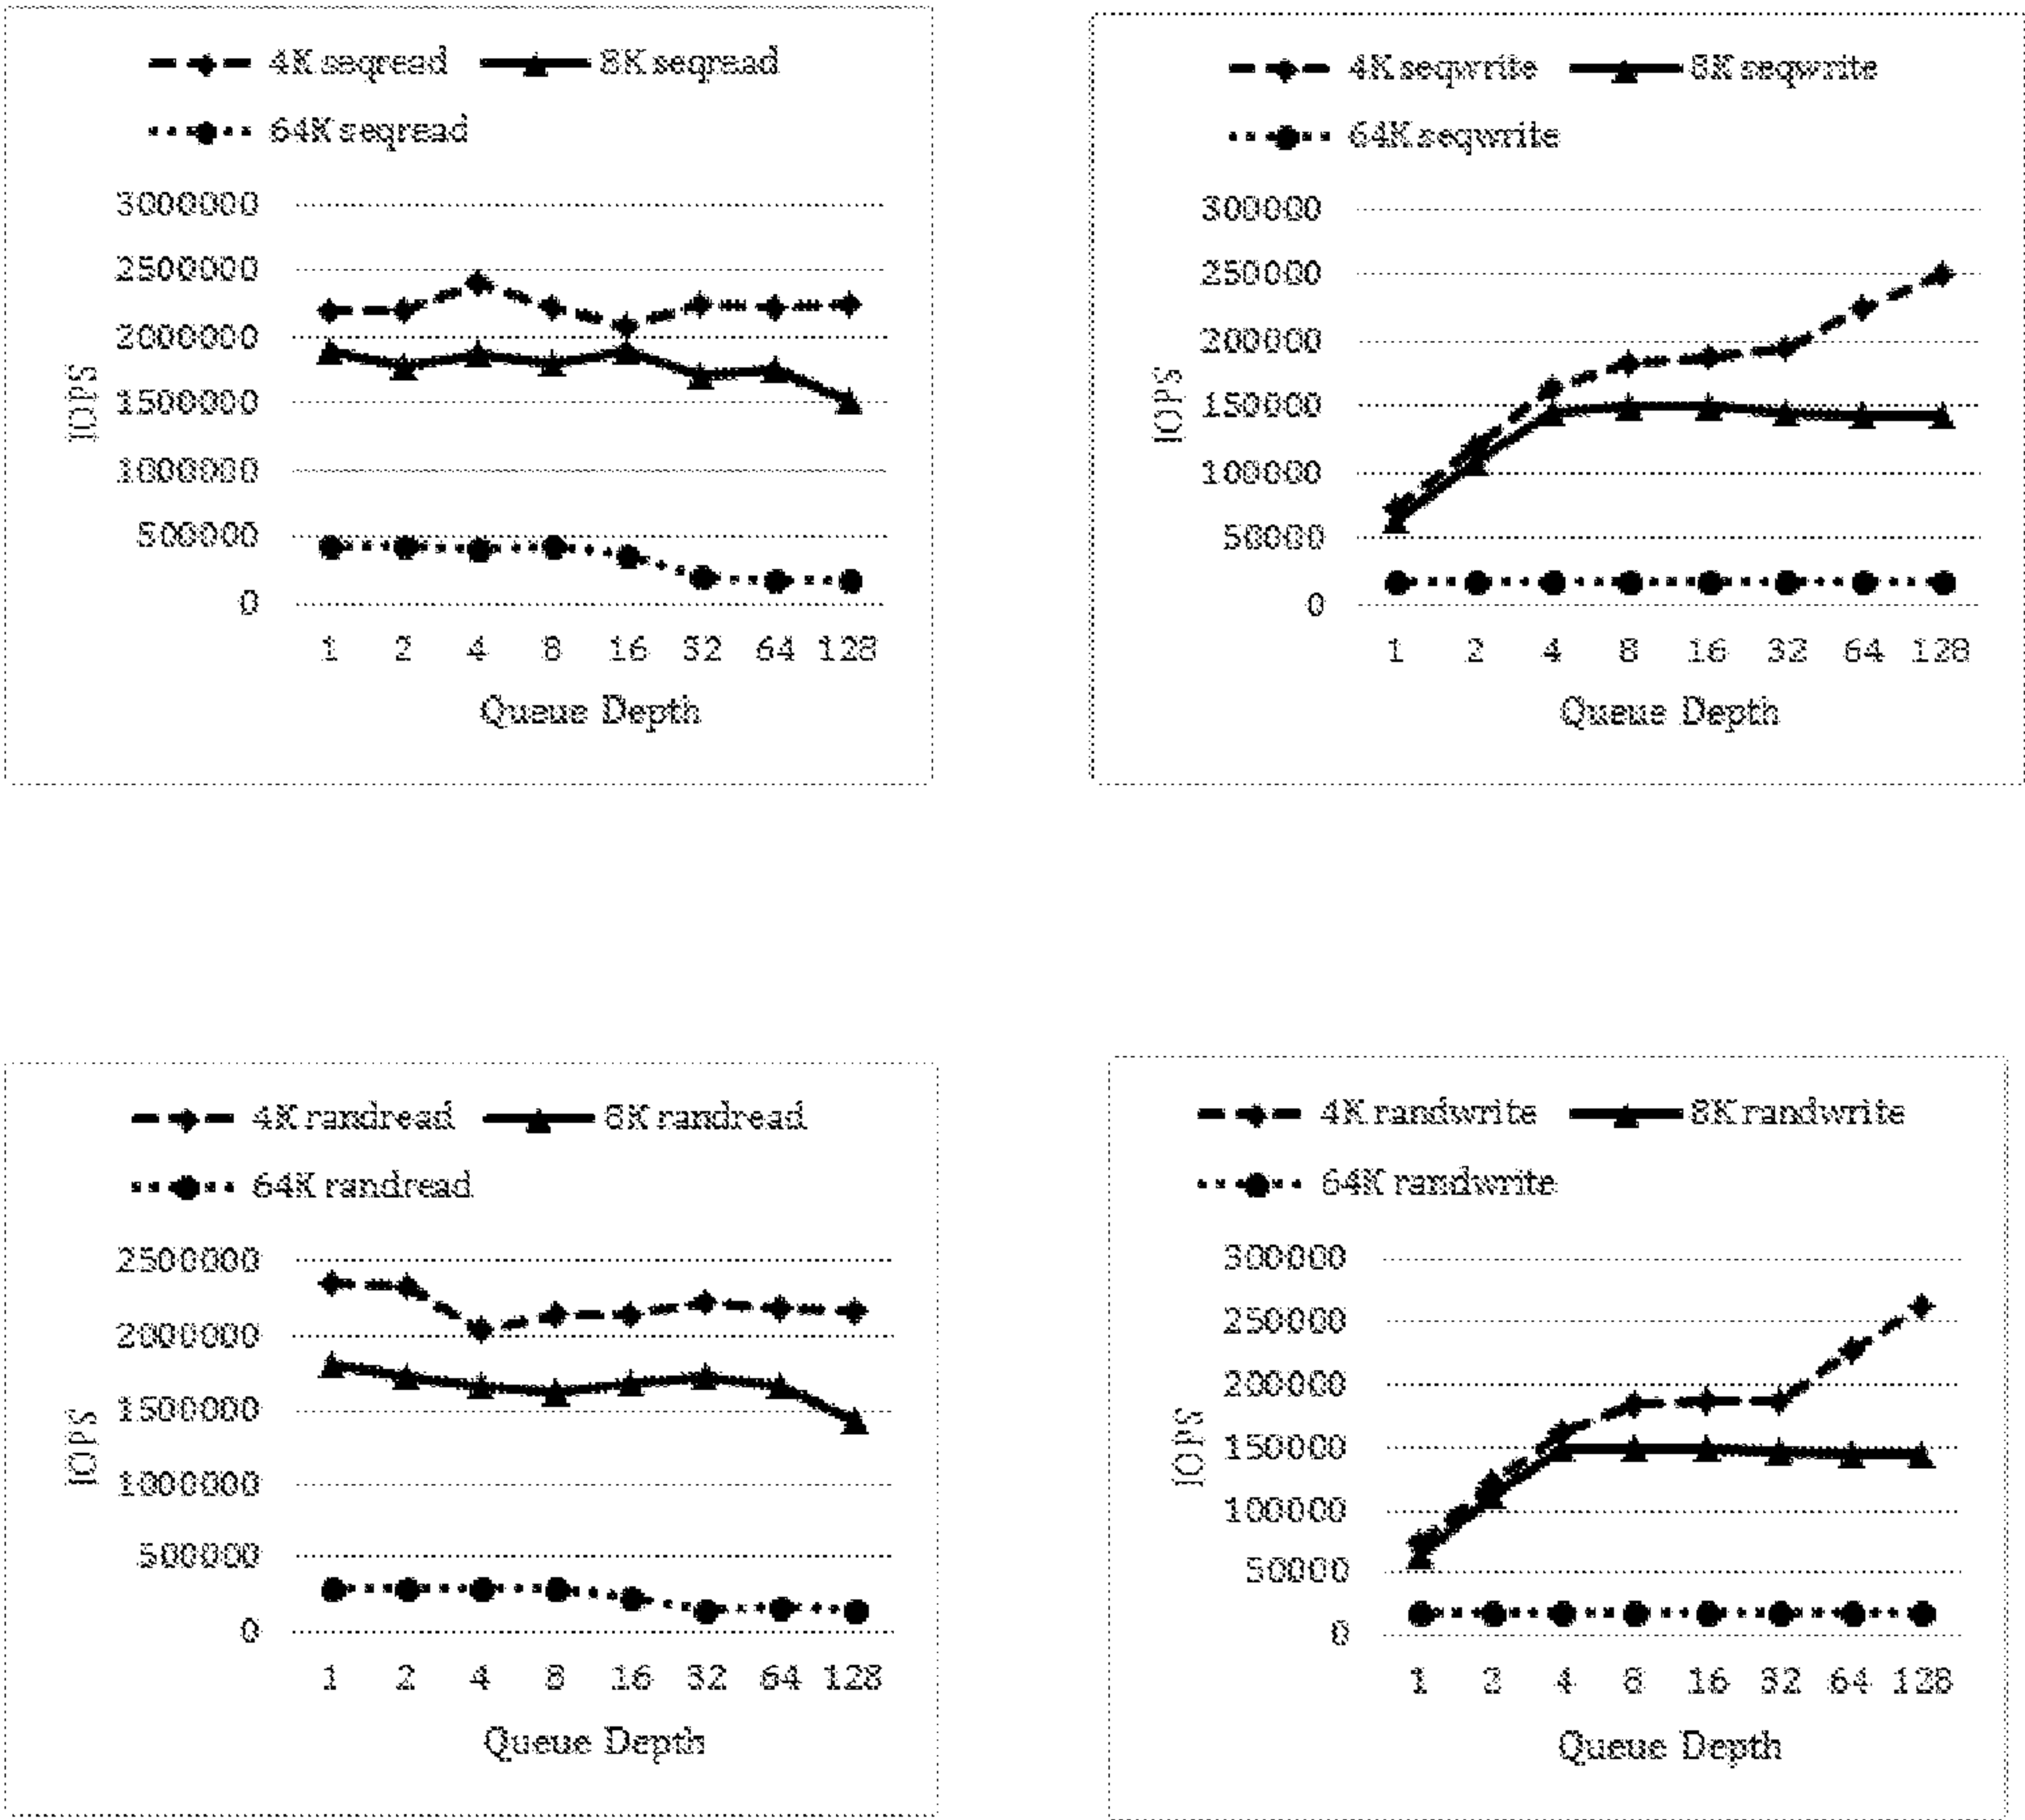 4K seqread 8K seqread
64K seqread
3000000
2500000
2000000
1500000
1000000
500000
0
IOPS
1 2 4 8 16 32 64 128
Queue Depth
4K seqwrite 8K seqwrite
64K seqwrite
300000
250000
200000
150000
100000
50000
0
IOPS
1 2 4 8 16 32 64 128
Queue Depth
4K randread 8K randread
64K randread
2500000
2000000
1500000
1000000
500000
0
IOPS
1 2 4 8 16 32 64 128
Queue Depth
4K randwrite 8K randwrite
64K randwrite
300000
250000
200000
150000
100000
50000
0
IOPS
1 2 4 8 16 32 64 128
Queue Depth